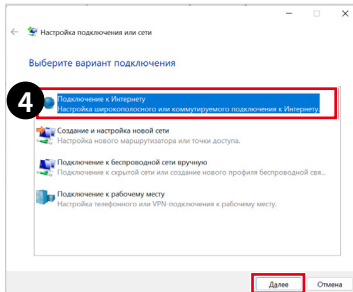 Настройка подключения или сети
Выберите вариант подключения
4
Подключение к Интернету
Настройка широкополосного или коммутируемого подключения к Интернету.
Создание и настройка новой сети
Настройка нового маршрутизатора или точки доступа.
Подключение к беспроводной сети вручную
Подключение к скрытой сети или создание нового профиля беспроводной свя...
Подключение к рабочему месту
Настройка телефонного или VPN-подключения к рабочему месту.
Далее Отмена